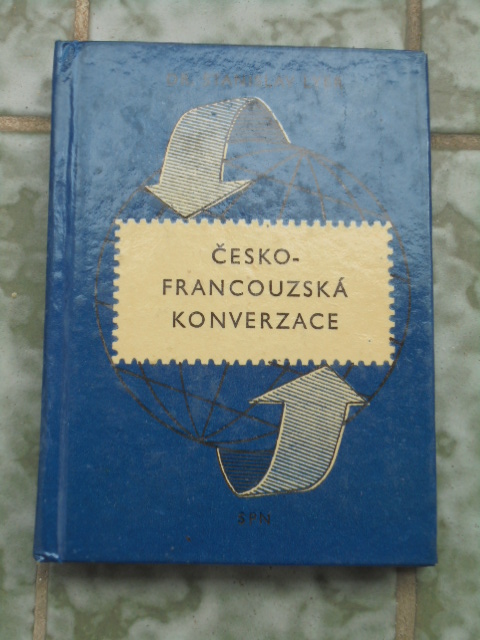 ČESKO-
FRANCOUZSKÁ
KONVERZACE
SPN